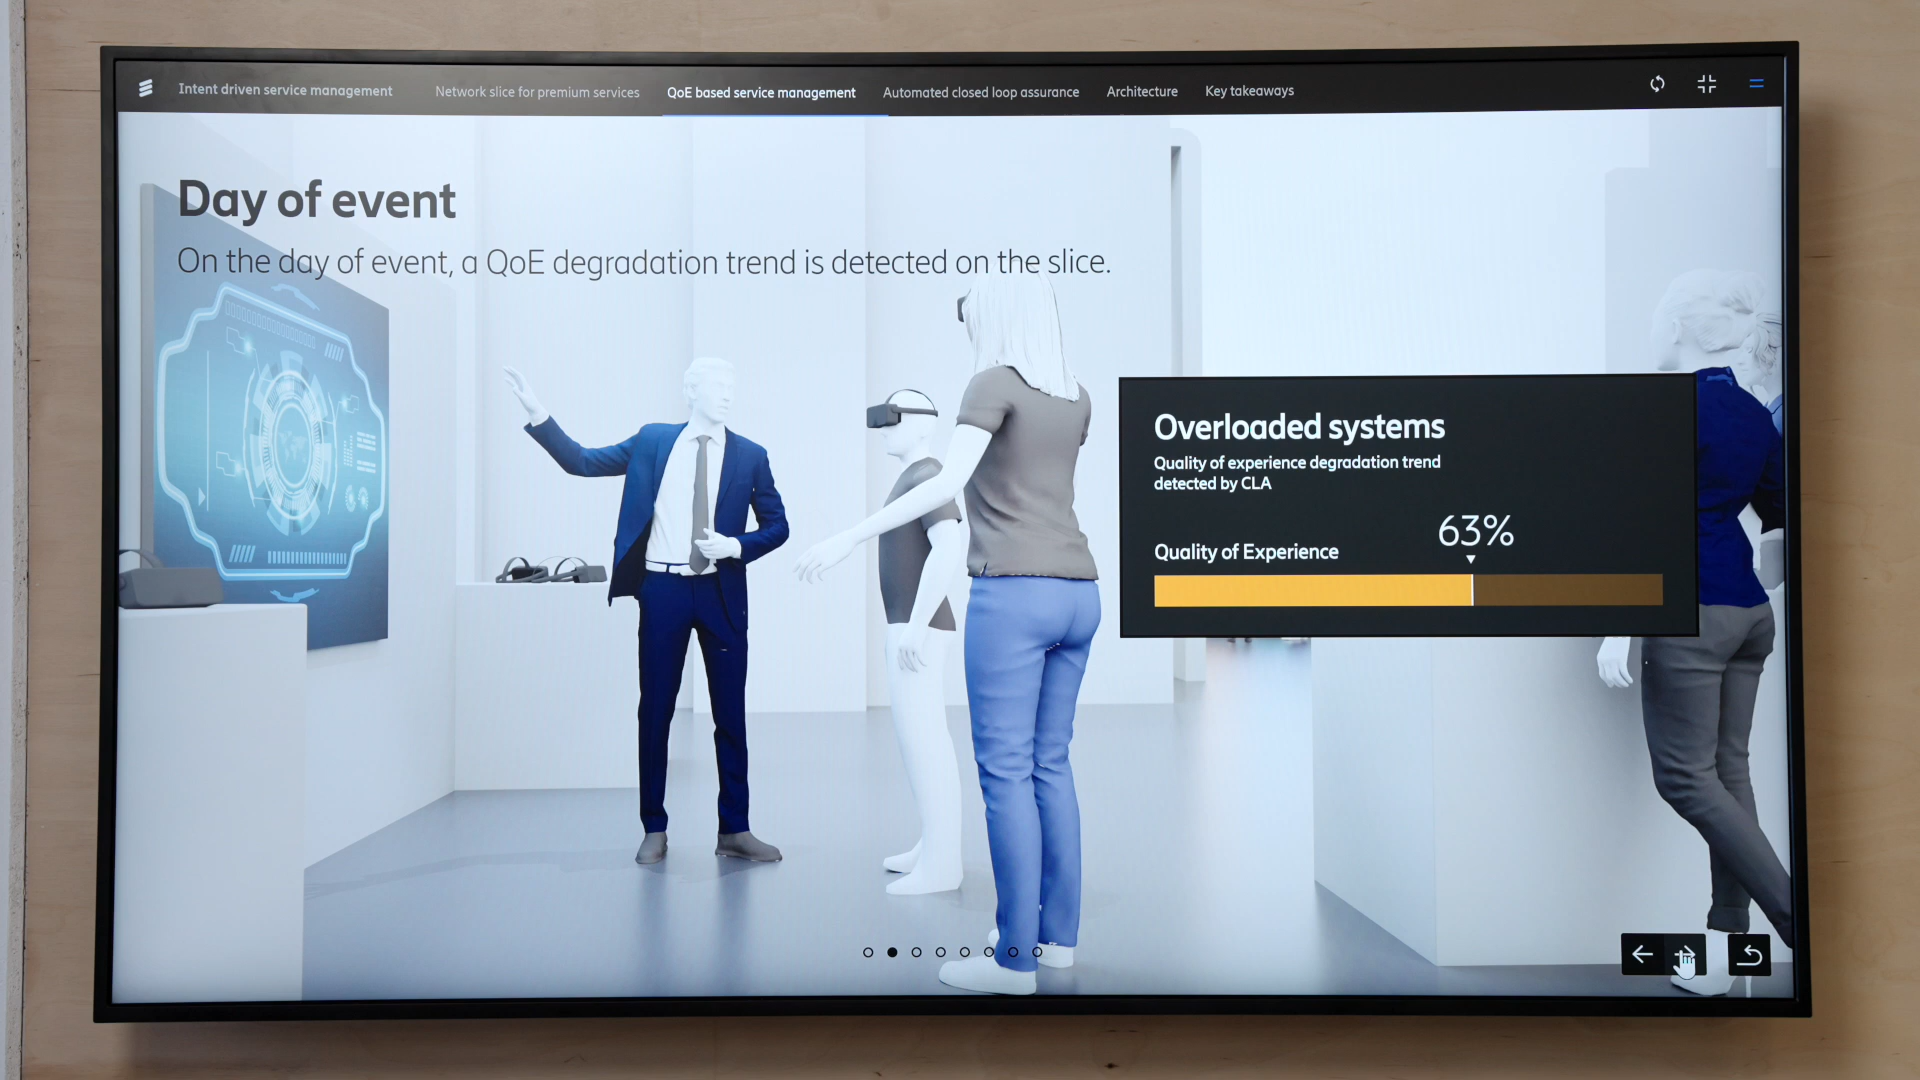 Intent driven service management
Network slice for premium services
QoE based service management
Automated closed loop assurance
Architecture
Key takeaways
Day of event
On the day of event, a QoE degradation trend is detected on the slice.
Overloaded systems
Quality of experience degradation trend
detected by CLA
63%
Quality of Experience